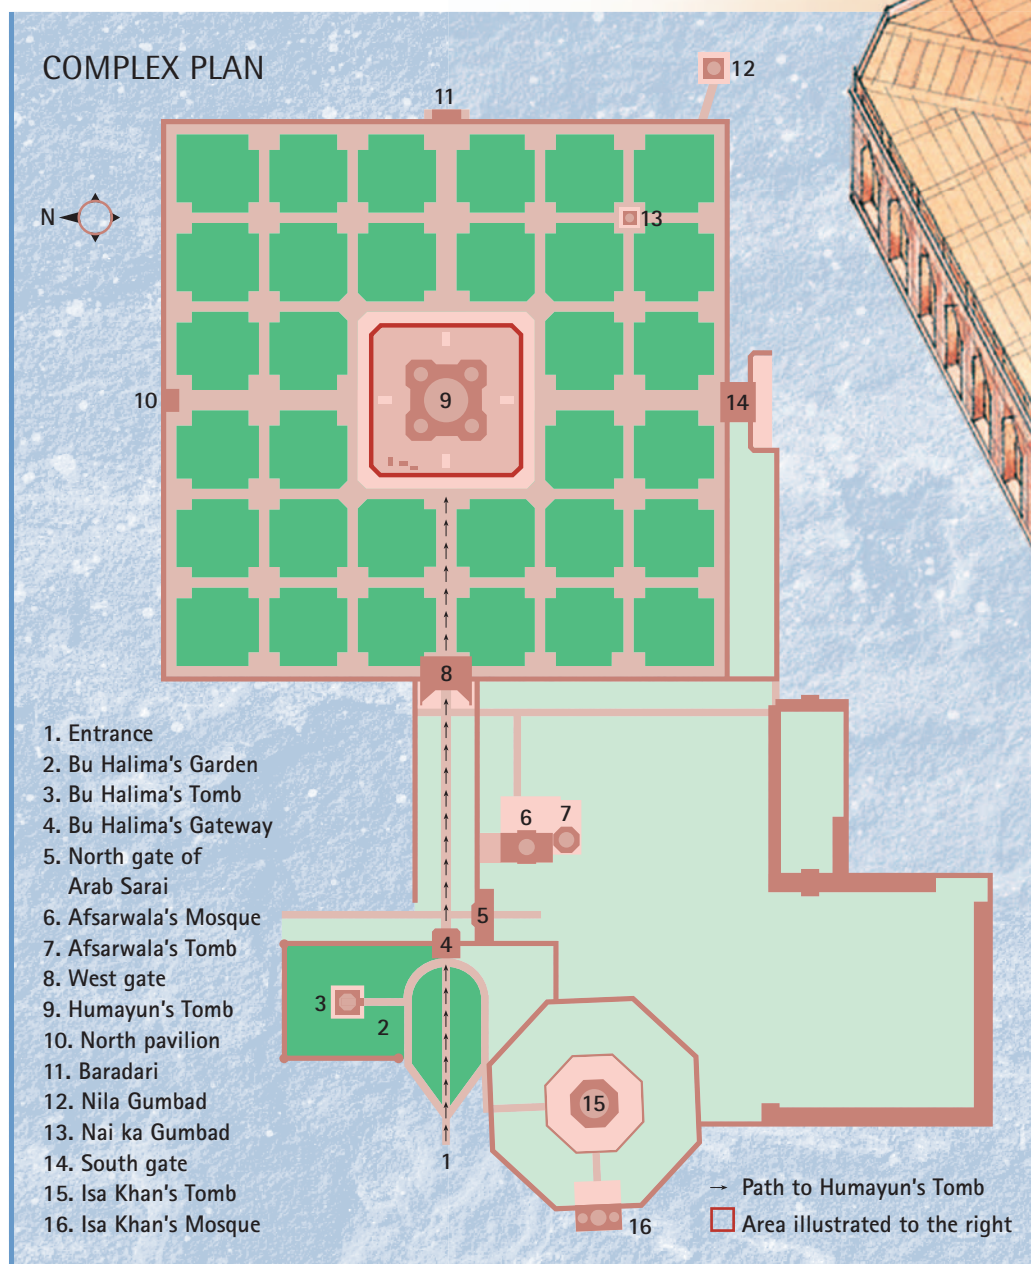 COMPLEX PLAN
12
11
N
13
10
9
14
8
1. Entrance
2. Bu Halima's Garden
3. Bu Halima's Tomb
4. Bu Halima's Gateway
5. North gate of
Arab Sarai
6. Afsarwala's Mosque
7. Afsarwala's Tomb
8. West gate
9. Humayun's Tomb
10. North pavilion
11. Baradari
12. Nila Gumbad
13. Nai ka Gumbad
14. South gate
15. Isa Khan's Tomb
16. Isa Khan's Mosque
6
7
5
4
3
2
15
1
16
→ Path to Humayun's Tomb
Area illustrated to the right